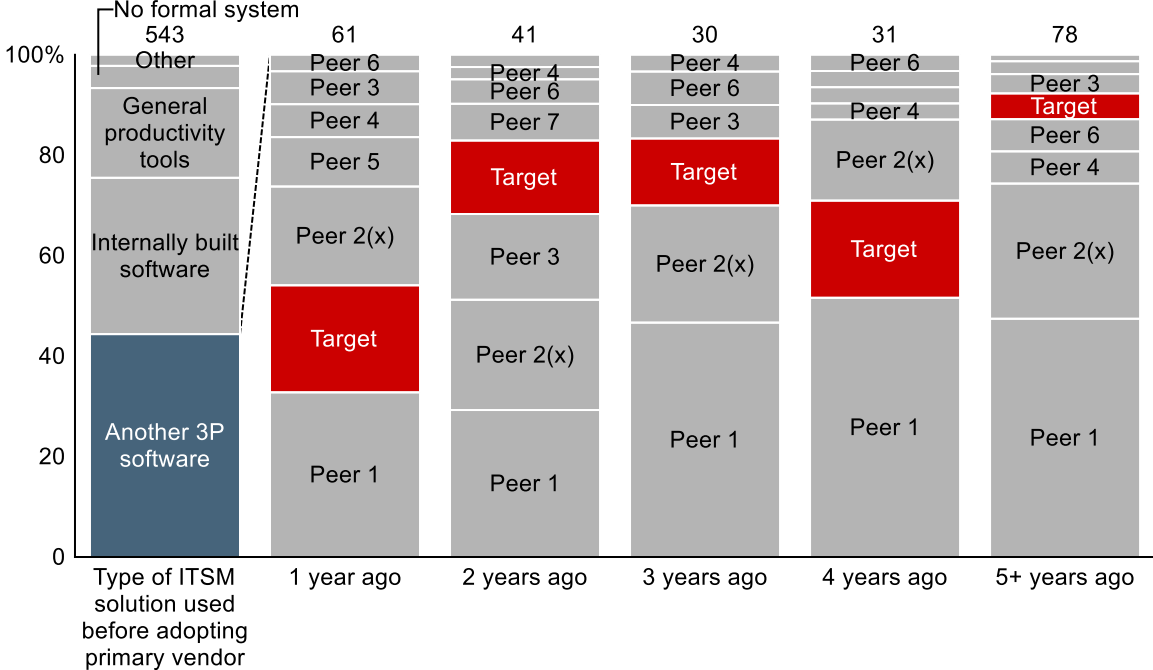 No formal system
543
61
41
30
31
78
100%
80
60
40
20
0
Other
General
productivity
tools
Internally built
software
Another 3P
software
Peer 6
Peer 3
Peer 4
Peer 5
Peer 2(x)
Target
Peer 1
Peer 4
Peer 6
Peer 7
Target
Peer 3
Peer 2(x)
Peer 1
Peer 4
Peer 6
Peer 3
Target
Peer 2(x)
Peer 1
Peer 6
Peer 4
Peer 2(x)
Target
Peer 1
Peer 3
Target
Peer 6
Peer 4
Peer 2(x)
Peer 1
Type of ITSM
solution used
before adopting
primary vendor
1 year ago
2 years ago
3 years ago
4 years ago
5+ years ago